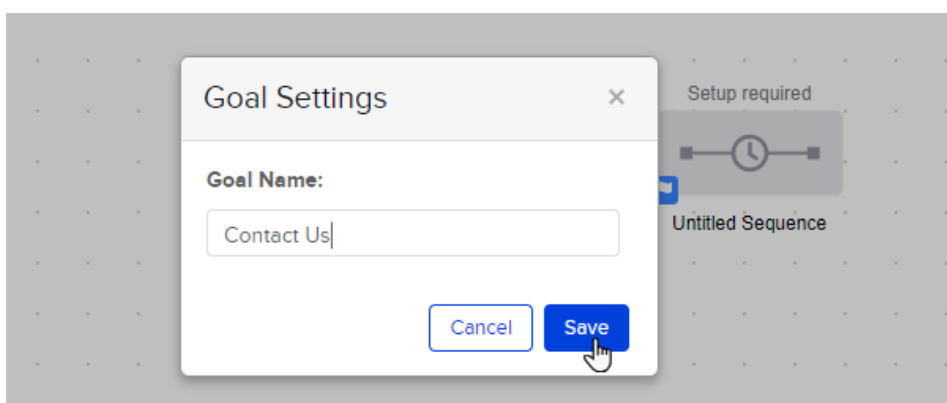 Goal Settings
×
Setup required
Goal Name:
Contact Us
Untitled Sequence
Cancel
Save